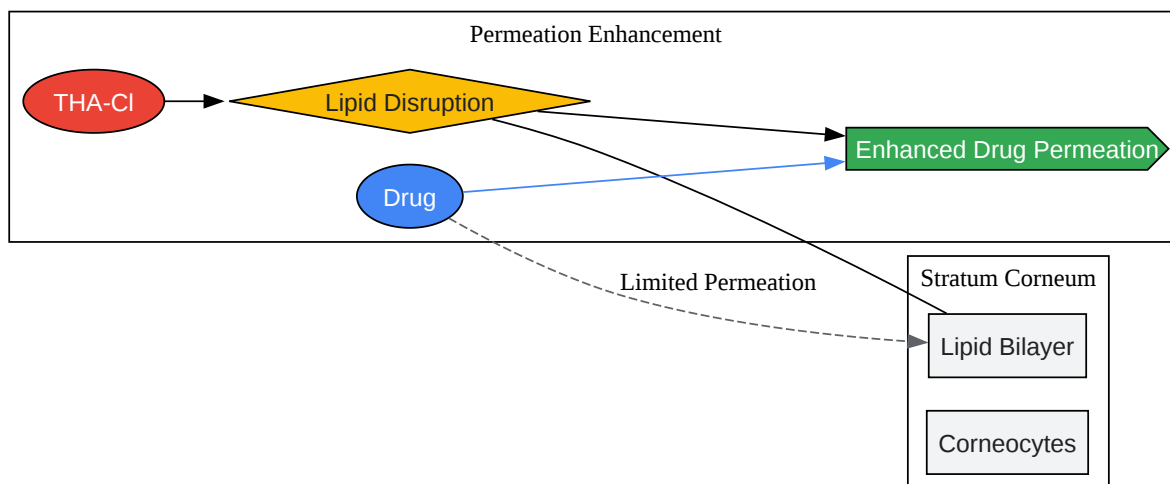 Permeation Enhancement
THA-Cl
Lipid Disruption
Enhanced Drug Permeation
Drug
Limited Permeation
Stratum Corneum
Lipid Bilayer
Corneocytes